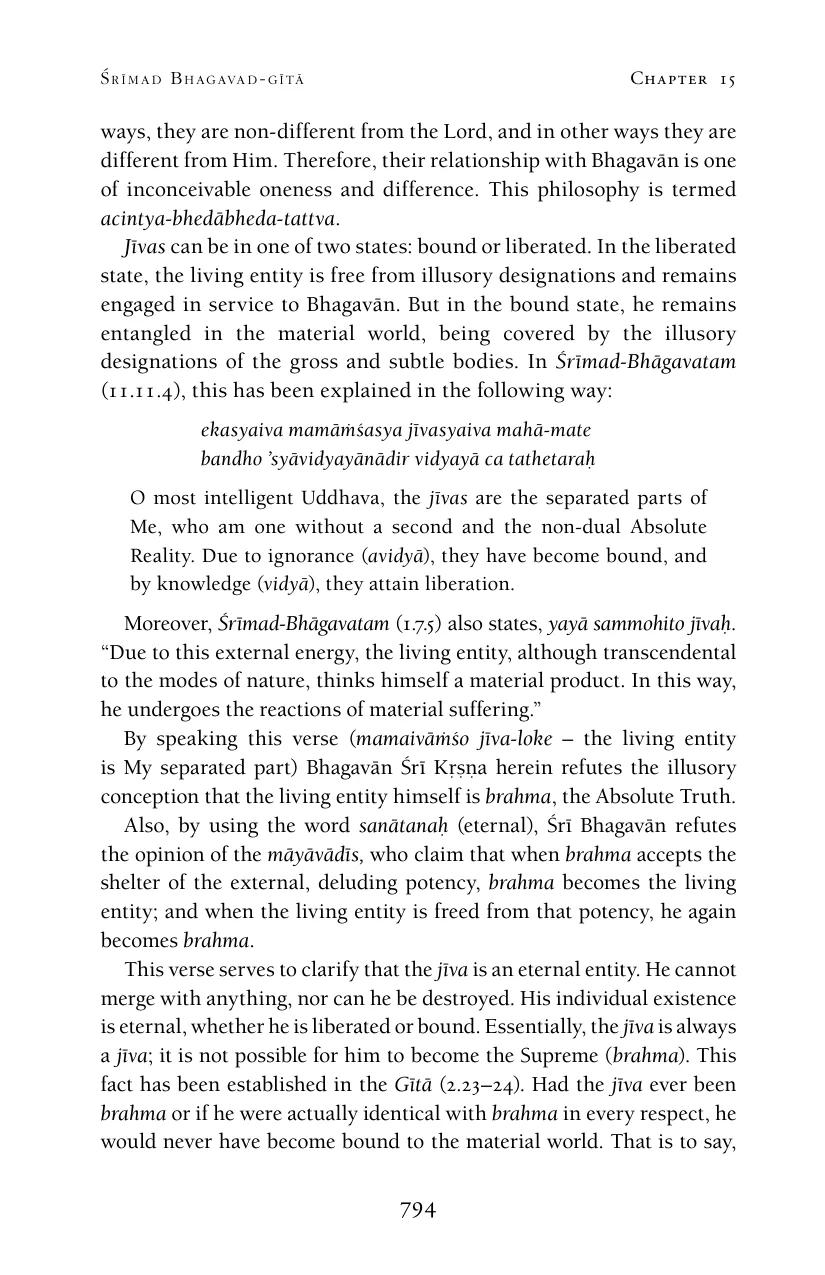 Śrīmad Bhagavad-gītā Chapter 15
ways, they are non-different from the Lord, and in other ways they are
different from Him. Therefore, their relationship with Bhagavān is one
of inconceivable oneness and difference. This philosophy is termed
acintya-bhedābheda-tattva.
Jīvas can be in one of two states: bound or liberated. In the liberated
state, the living entity is free from illusory designations and remains
engaged in service to Bhagavān. But in the bound state, he remains
entangled in the material world, being covered by the illusory
designations of the gross and subtle bodies. In Śrīmad-Bhāgavatam
(11.11.4), this has been explained in the following way:
ekasyaiva mamāṁśasya jīvasyaiva mahā-mate
bandho ’syāvidyayānādir vidyayā ca tathetaraḥ
O most intelligent Uddhava, the jīvas are the separated parts of
Me, who am one without a second and the non-dual Absolute
Reality. Due to ignorance (avidyā), they have become bound, and
by knowledge (vidyā), they attain liberation.
Moreover, Śrīmad-Bhāgavatam (1.7.5) also states, yayā sammohito jīvaḥ.
“Due to this external energy, the living entity, although transcendental
to the modes of nature, thinks himself a material product. In this way,
he undergoes the reactions of material suffering.”
By speaking this verse (mamaivāṁśo jīva-loke – the living entity
is My separated part) Bhagavān Śrī Kṛṣṇa herein refutes the illusory
conception that the living entity himself is brahma, the Absolute Truth.
Also, by using the word sanātanaḥ (eternal), Śrī Bhagavān refutes
the opinion of the māyāvādīs, who claim that when brahma accepts the
shelter of the external, deluding potency, brahma becomes the living
entity; and when the living entity is freed from that potency, he again
becomes brahma.
This verse serves to clarify that the jīva is an eternal entity. He cannot
merge with anything, nor can he be destroyed. His individual existence
is eternal, whether he is liberated or bound. Essentially, the jīva is always
a jīva; it is not possible for him to become the Supreme (brahma). This
fact has been established in the Gītā (2.23–24). Had the jīva ever been
brahma or if he were actually identical with brahma in every respect, he
would never have become bound to the material world. That is to say,
794